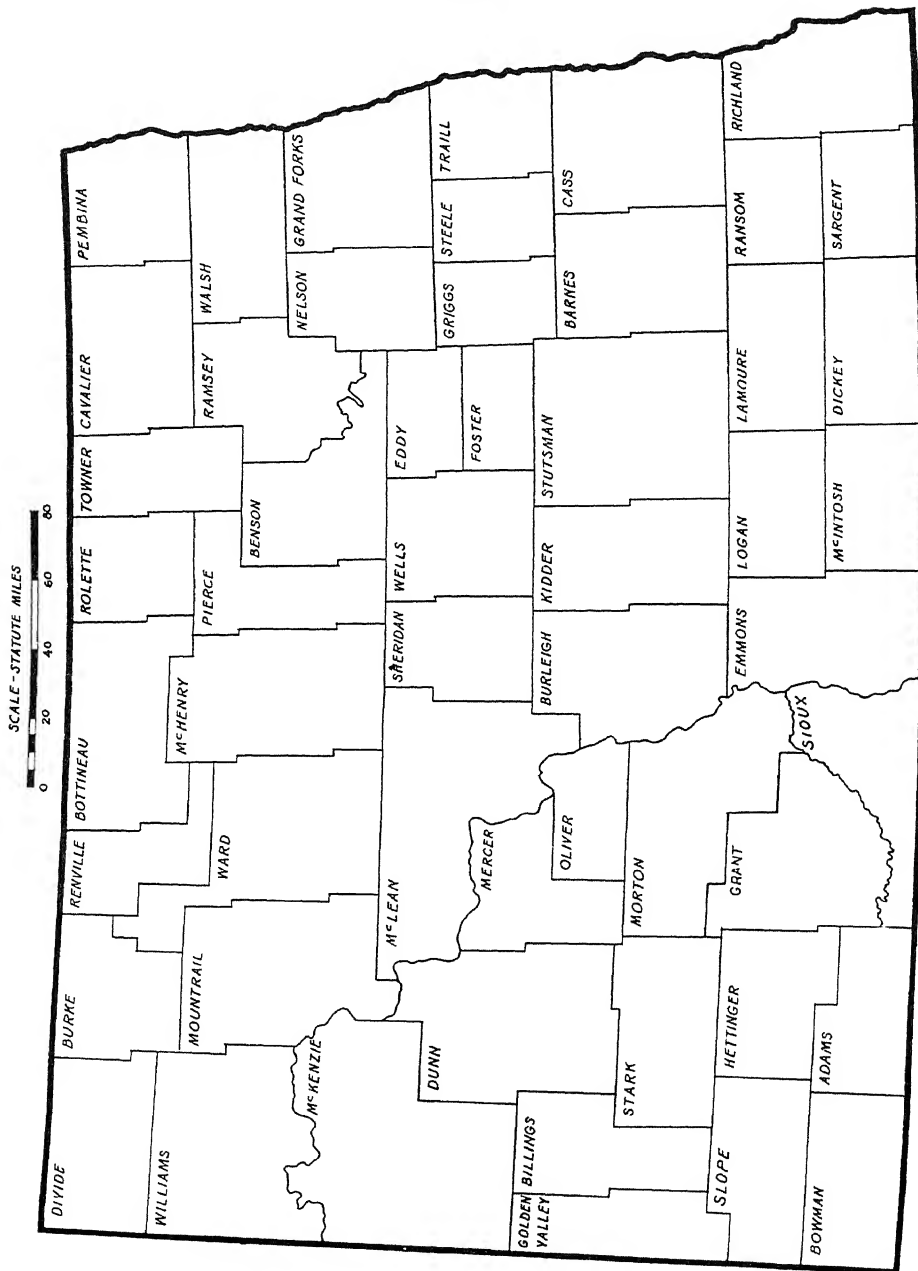 SCALE-STATUTE MILES
0 20 40 60 80
DIVIDE
BURKE
RENVILLE
BOTTINEAU
ROLETTE
TOWNER
CAVALIER
PEMBINA
WILLIAMS
MOUNTRAIL
WARD
McHENRY
PIERCE
BENSON
RAMSEY
WALSH
NELSON
GRAND FORKS
McKENZIE
DUNN
McLEAN
MERCER
OLIVER
SHERIDAN
WELLS
EDDY
FOSTER
GRIGGS
STEELE
TRAILL
GOLDEN
VALLEY
BILLINGS
STARK
MORTON
BURLEIGH
KIDDER
STUTSMAN
BARNES
CASS
SLOPE
HETTINGER
GRANT
SIOUX
EMMONS
LOGAN
LAMOURE
RANSOM
RICHLAND
BOWMAN
ADAMS
McINTOSH
DICKEY
SARGENT